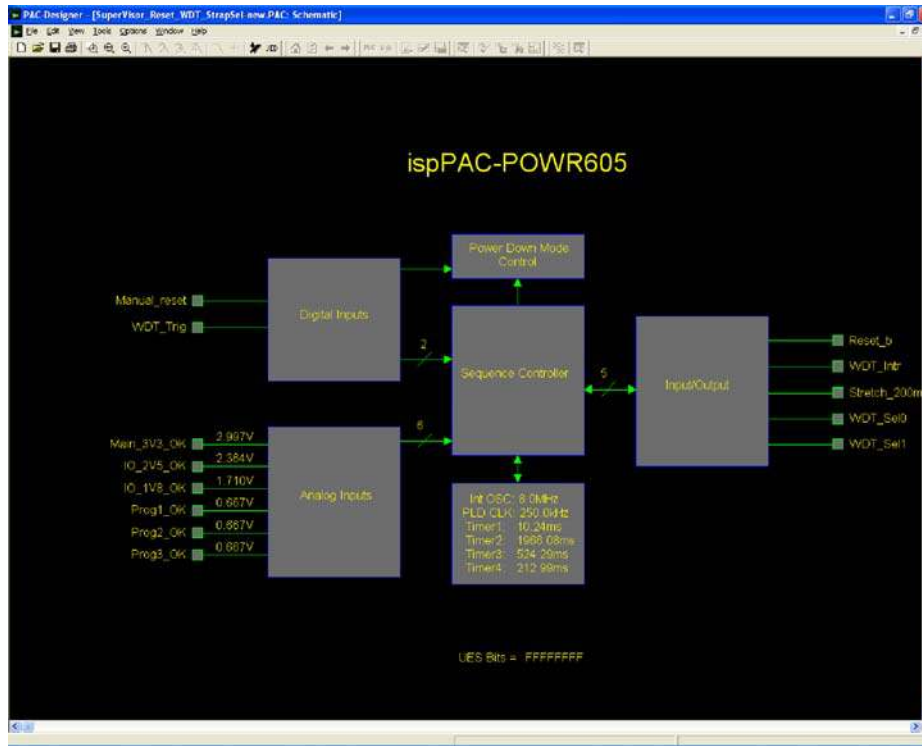 PAC-Designer - [SuperVisor_Reset_WDT_StrapSel-new.PAC: Schematic]
File Edit View Tools Options Window Help
ispPAC-POWR605
Power Down Mode
Control
Manual_reset
WDT_Trig
Digital Inputs
2
Sequence Controller
5
Input/Output
Reset_b
WDT_Intr
Stretch_200m
WDT_Sel0
WDT_Sel1
6
Main_3V3_OK 2.997V
IO_2V5_OK 2.384V
IO_1V8_OK 1.710V
Prog1_OK 0.667V
Prog2_OK 0.667V
Prog3_OK 0.667V
Analog Inputs
Int OSC: 8.0MHz
PLD CLK: 250.0kHz
Timer1: 10.24ms
Timer2: 1966.08ms
Timer3: 524.29ms
Timer4: 212.99ms
UES Bits = FFFFFFFF